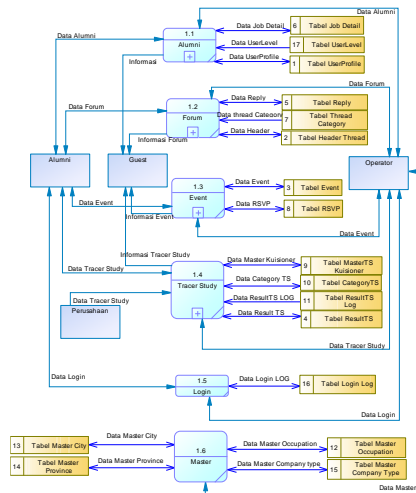 Data Alumni
1.1
Alumni
Data Alumni
Data Job Detail
6 Tabel Job Detail
Data UserLevel
17 Tabel UserLevel
Data UserProfile
1 Tabel UserProfile
Informasi
Data Forum
1.2
Forum
Data Forum
Data Reply
5 Tabel Reply
Data thread Categori
7 Tabel Thread
Category
Data Header
2 Tabel Header Thread
Informasi Forum
Alumni
Guest
Operator
1.3
Event
Data Event
3 Tabel Event
Data RSVP
8 Tabel RSVP
Data Event
Informasi Event
Data Event
Informasi Tracer Study
1.4
Tracer Study
Data Master Kuisioner
9 Tabel MasterTS
Kuisioner
Data Category TS
10 Tabel CategoryTS
Data ResultTS LOG
11 Tabel ResultTS
Log
Data Result TS
4 Tabel ResultTS
Data Tracer Study
Data Tracer Study
Perusahaan
Data Tracer Study
Data Login
1.5
Login
Data Login LOG
16 Tabel Login Log
Data Login
13 Tabel Master City
Data Master City
1.6
Master
Data Master Occupation
12 Tabel Master
Occupation
14 Tabel Master
Province
Data Master Province
Data Master Company type
15 Tabel Master
Company Type
Data Master